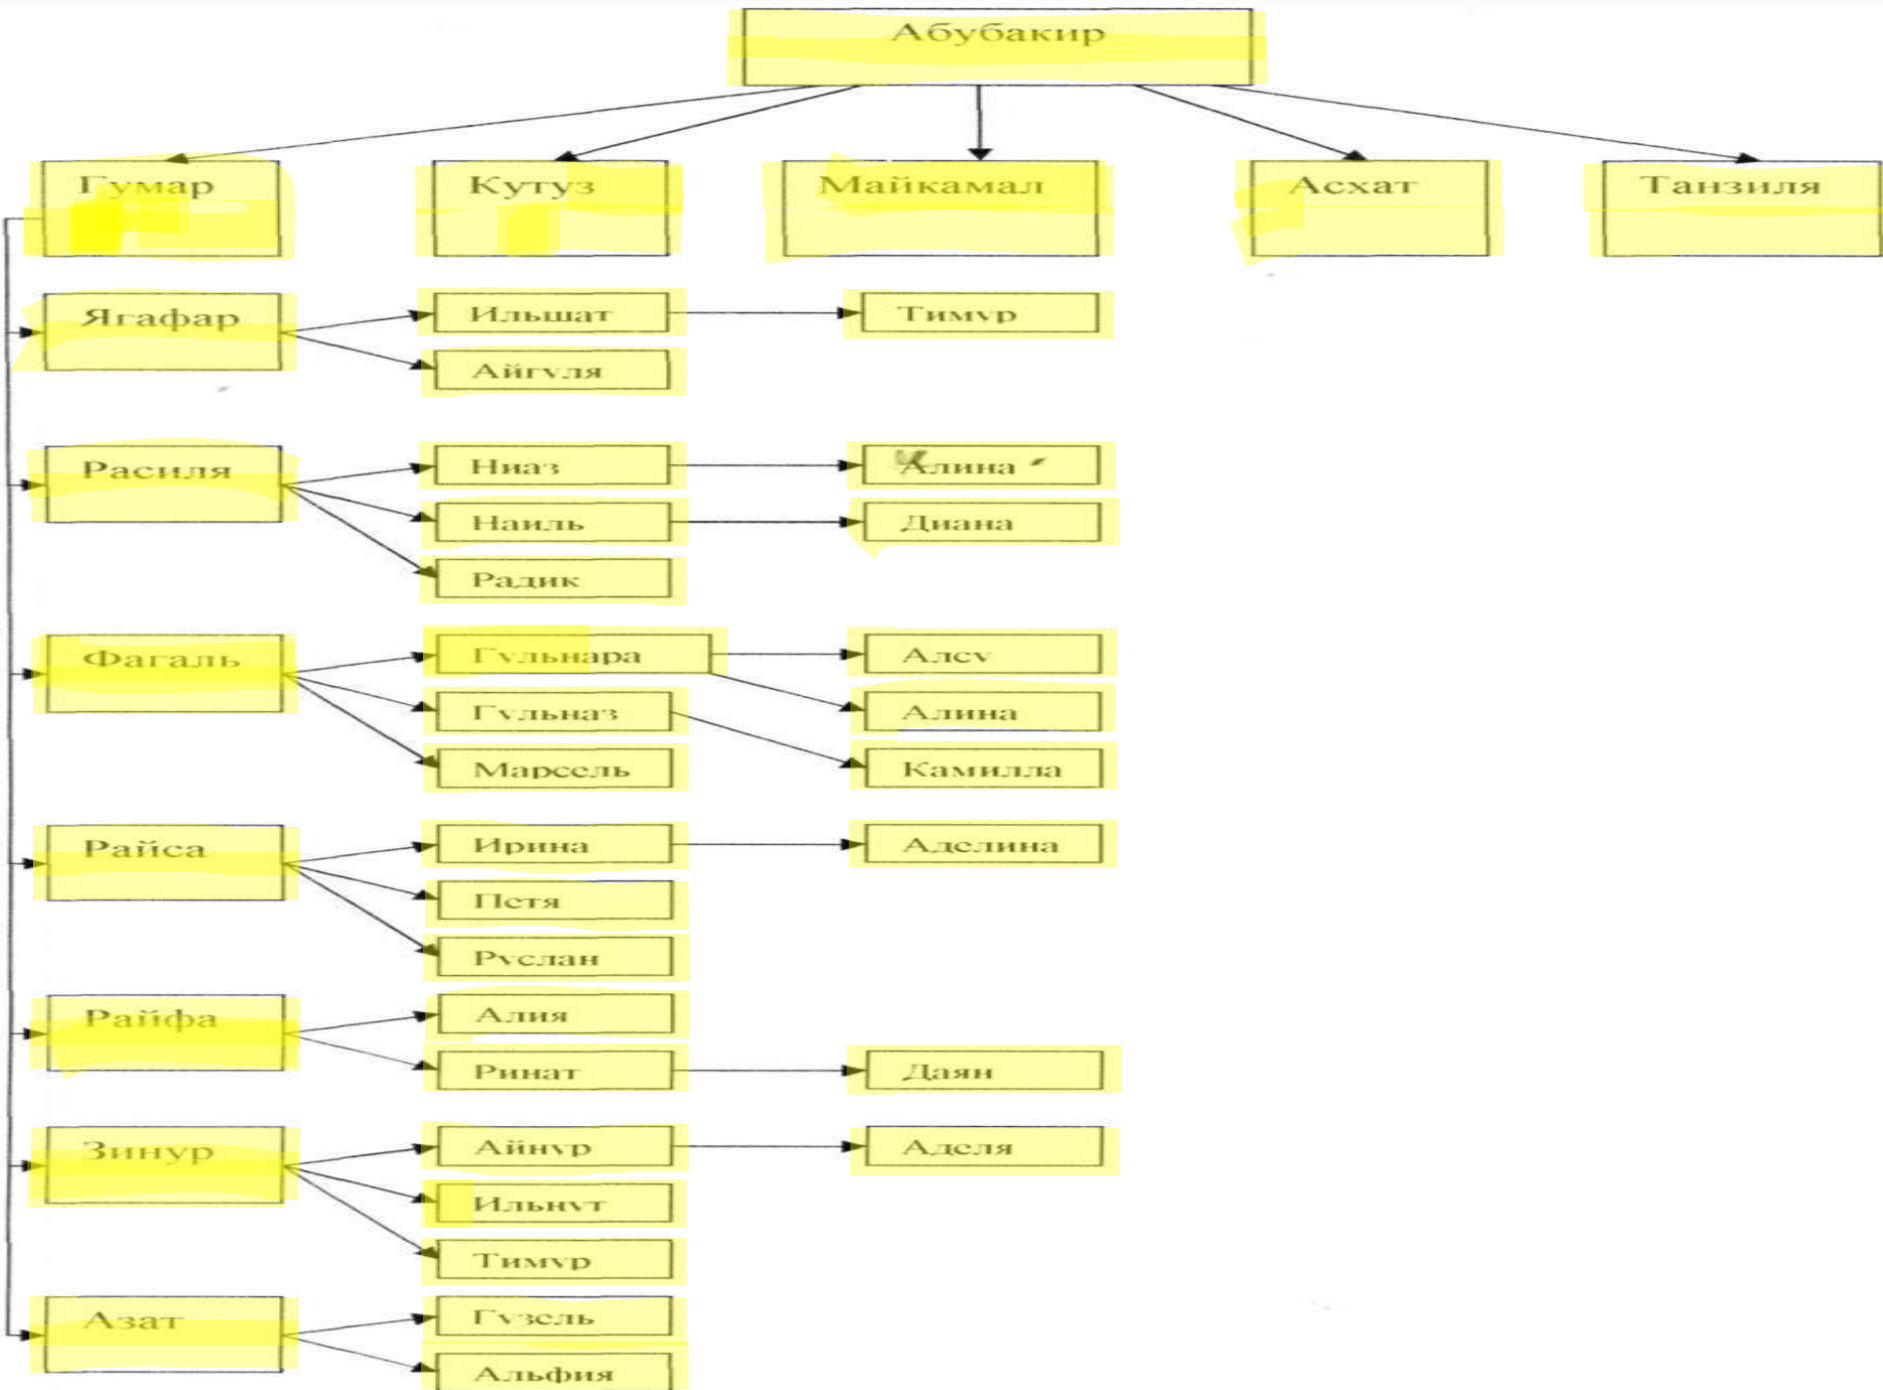 Абубакир
Гумар
Кутуз
Майкамал
Асхат
Танзиля
Ягафар
Ильшат
Тимур
Айгуля
Расиля
Нияз
Алина
Наиль
Диана
Радик
Фагаль
Гульнара
Алсу
Гульназ
Алина
Марсель
Камилла
Райса
Ирина
Аделина
Петя
Руслан
Райфа
Алия
Ринат
Даян
Зинур
Айнур
Аделя
Ильнут
Тимур
Азат
Гузель
Альфия